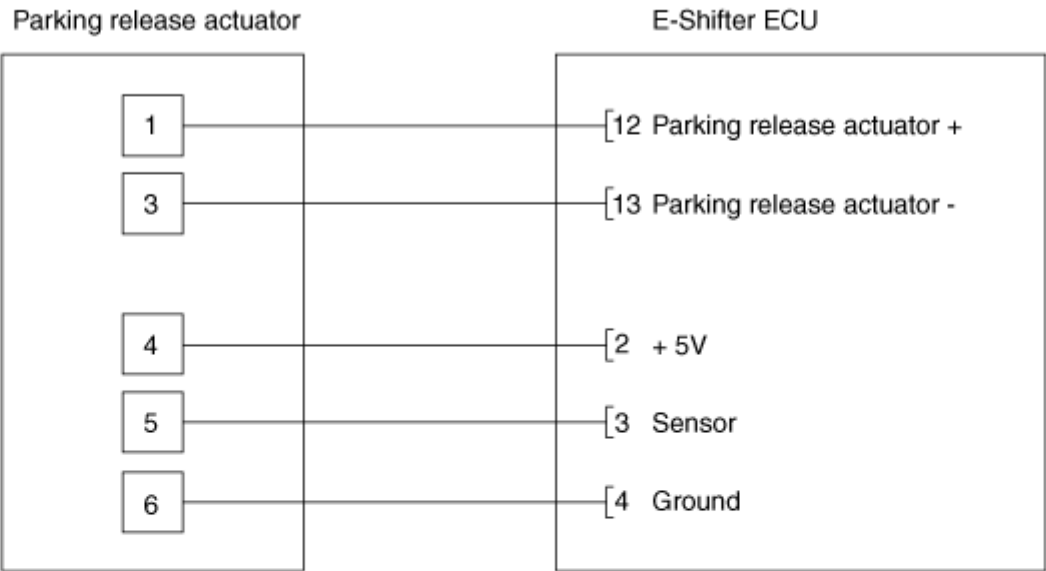 Parking release actuator E-Shifter ECU
1 12 Parking release actuator +
3 13 Parking release actuator -
4 2 + 5V
5 3 Sensor
6 4 Ground